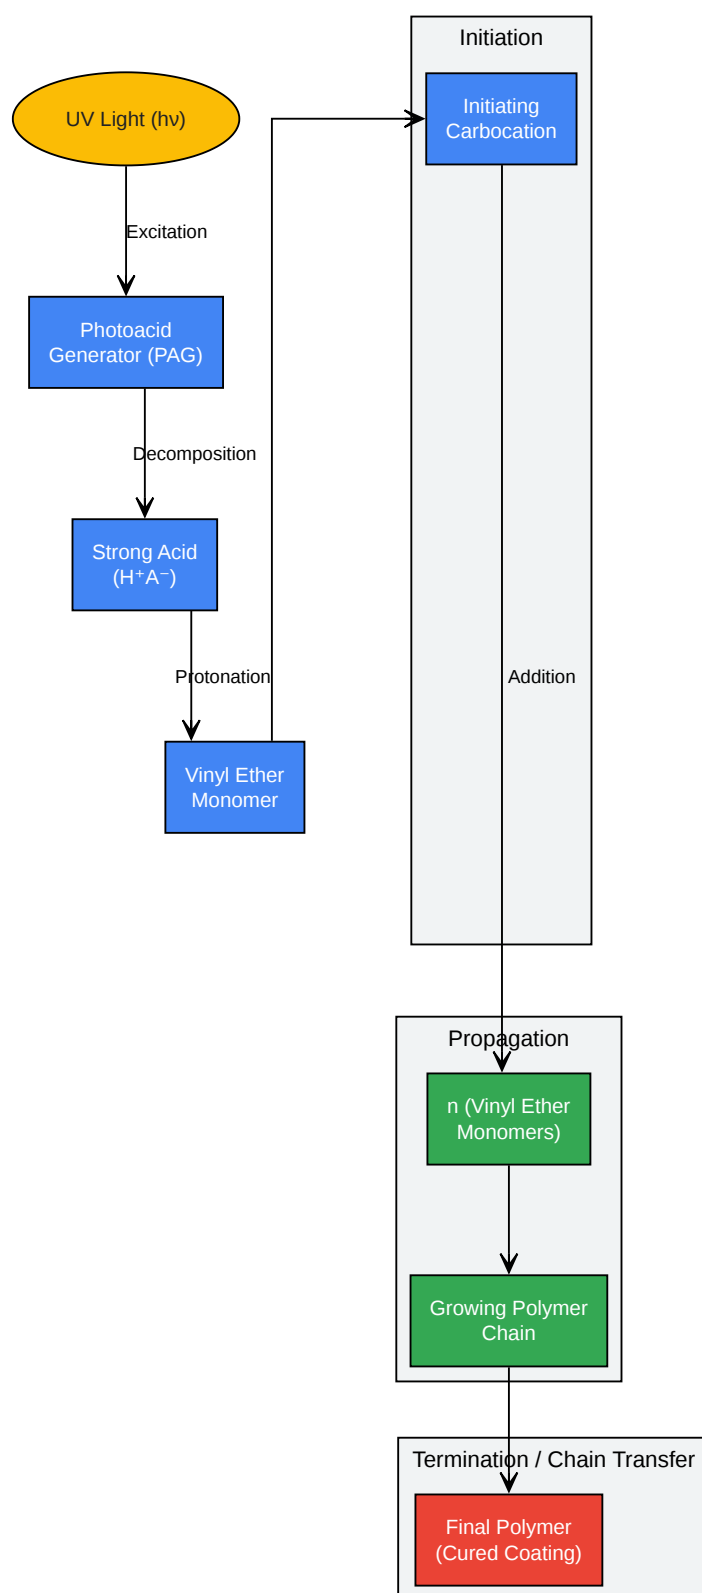 Initiation
UV Light (hν)
Initiating
Carbocation
Excitation
Photoacid
Generator (PAG)
Decomposition
Strong Acid
(H⁺A⁻)
Protonation
Addition
Vinyl Ether
Monomer
Propagation
n (Vinyl Ether
Monomers)
Growing Polymer
Chain
Termination / Chain Transfer
Final Polymer
(Cured Coating)